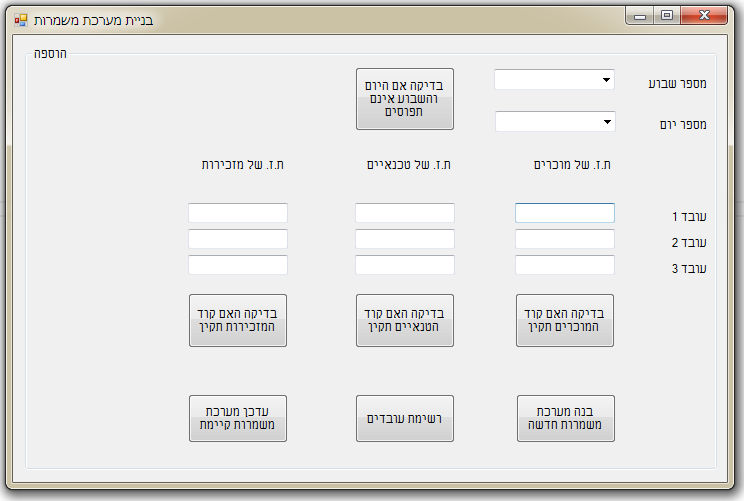 בניית מערכת משמרות
הוספה
מספר שבוע
בדיקה אם היום
והשבוע אינם
תפוסים
מספר יום
ת.ז. של מוכרים
ת.ז. של טכנאיים
ת.ז. של מזכירות
עובד 1
עובד 2
עובד 3
בדיקה האם קוד
המוכרים תקין
בדיקה האם קוד
הטנאיים תקין
בדיקה האם קוד
המזכירות תקין
בנה מערכת
משמרות חדשה
רשימת עובדים
עדכן מערכת
משמרות קיימת